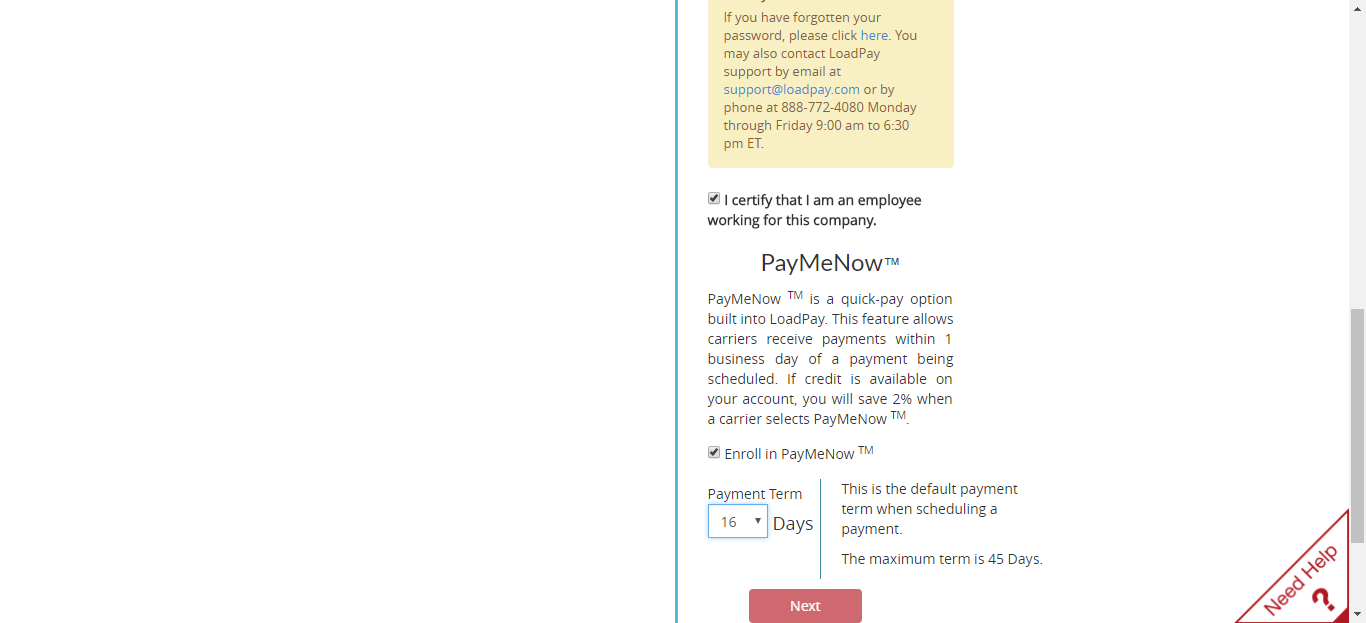 If you have forgotten your
password, please click here. You
may also contact LoadPay
support by email at
support@loadpay.com or by
phone at 888-772-4080 Monday
through Friday 9:00 am to 6:30
pm ET.
I certify that I am an employee
working for this company.
PayMeNow™
PayMeNow TM is a quick-pay option
built into LoadPay. This feature allows
carriers receive payments within 1
business day of a payment being
scheduled. If credit is available on
your account, you will save 2% when
a carrier selects PayMeNow TM.
Enroll in PayMeNow TM
Payment Term
16 Days
This is the default payment
term when scheduling a
payment.
The maximum term is 45 Days.
Next
Need Help
?